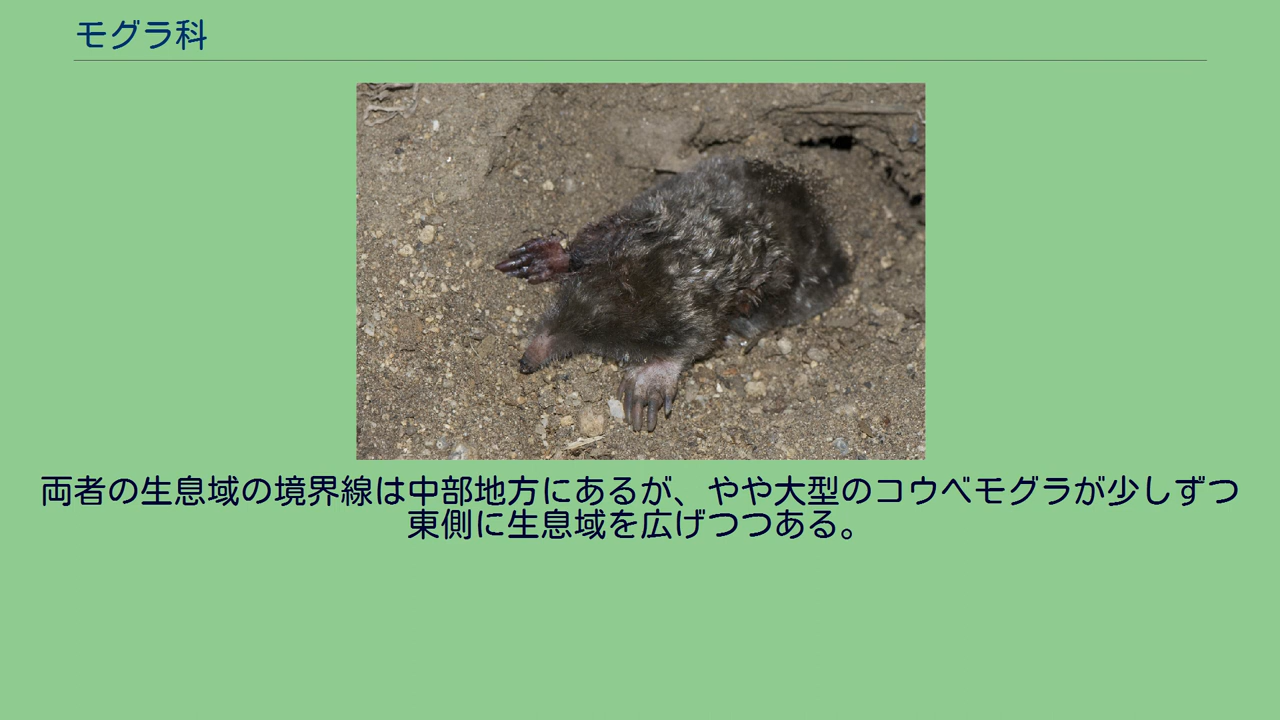 モグラ科
両者の生息域の境界線は中部地方にあるが、やや大型のコウベモグラが少しずつ
東側に生息域を広げつつある。